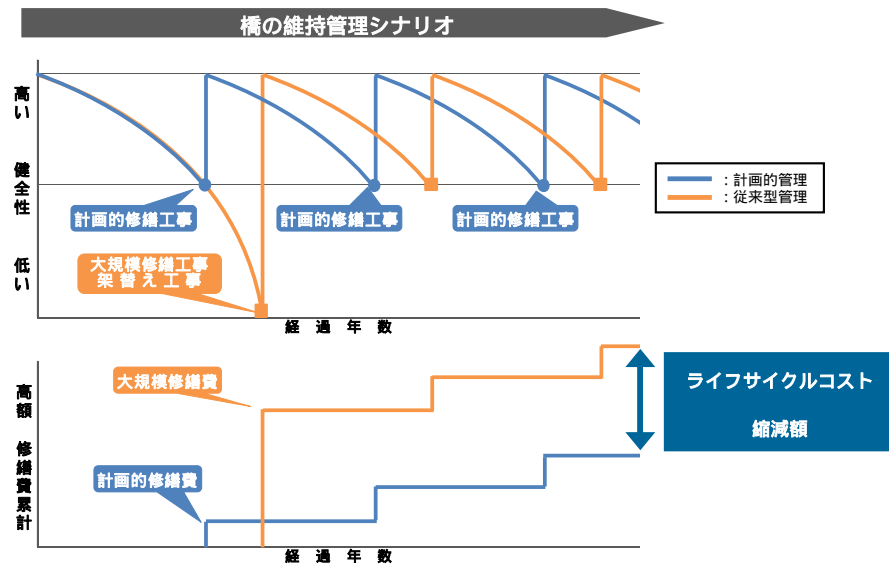 橋の維持管理シナリオ
高い
健全性
低い
計画的修繕工事
計画的修繕工事
計画的修繕工事
大規模修繕工事
架替え工事
経過年数
：計画的管理
：従来型管理
高額
修繕費累計
大規模修繕費
計画的修繕費
経過年数
ライフサイクルコスト
縮減額